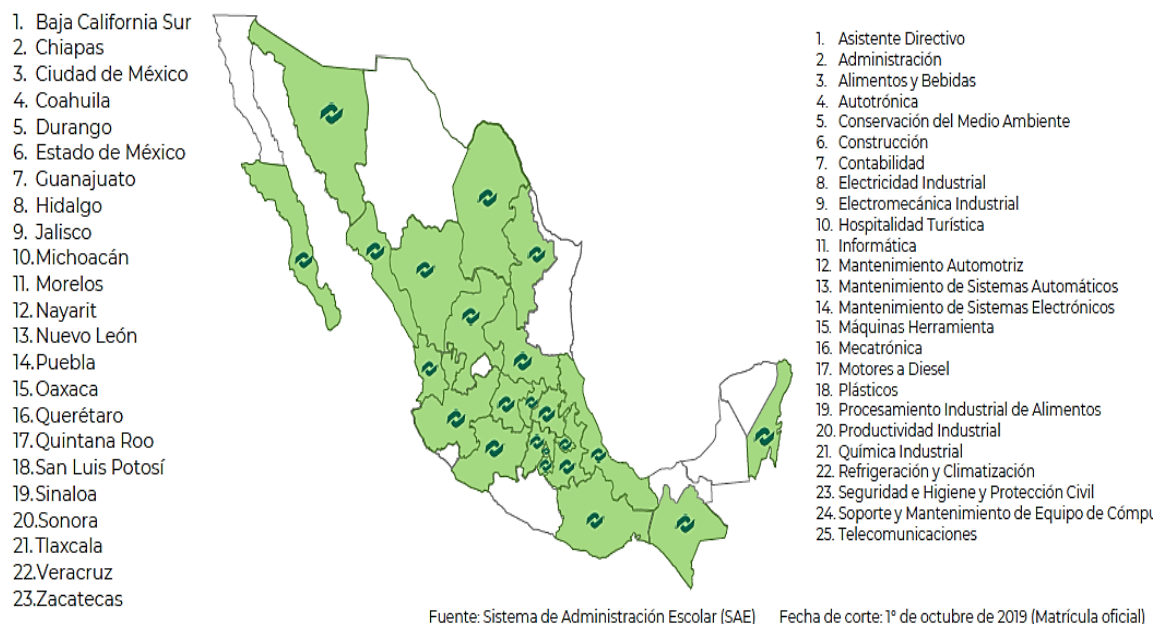 1. Baja California Sur
2. Chiapas
3. Ciudad de México
4. Coahuila
5. Durango
6. Estado de México
7. Guanajuato
8. Hidalgo
9. Jalisco
10. Michoacán
11. Morelos
12. Nayarit
13. Nuevo León
14. Puebla
15. Oaxaca
16. Querétaro
17. Quintana Roo
18. San Luis Potosí
19. Sinaloa
20. Sonora
21. Tlaxcala
22. Veracruz
23. Zacatecas
1. Asistente Directivo
2. Administración
3. Alimentos y Bebidas
4. Autotrónica
5. Conservación del Medio Ambiente
6. Construcción
7. Contabilidad
8. Electricidad Industrial
9. Electromecánica Industrial
10. Hospitalidad Turística
11. Informática
12. Mantenimiento Automotriz
13. Mantenimiento de Sistemas Automáticos
14. Mantenimiento de Sistemas Electrónicos
15. Máquinas Herramienta
16. Mecatrónica
17. Motores a Diesel
18. Plásticos
19. Procesamiento Industrial de Alimentos
20. Productividad Industrial
21. Química Industrial
22. Refrigeración y Climatización
23. Seguridad e Higiene y Protección Civil
24. Soporte y Mantenimiento de Equipo de Cómpu
25. Telecomunicaciones
Fuente: Sistema de Administración Escolar (SAE) Fecha de corte: 1º de octubre de 2019 (Matrícula oficial)